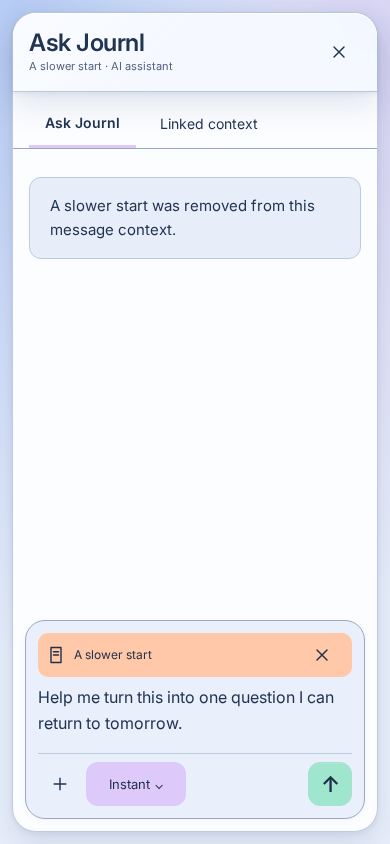 Ask Journl
A slower start · AI assistant
Ask Journl
Linked context
A slower start was removed from this
message context.
A slower start
Help me turn this into one question I can
return to tomorrow.
Instant